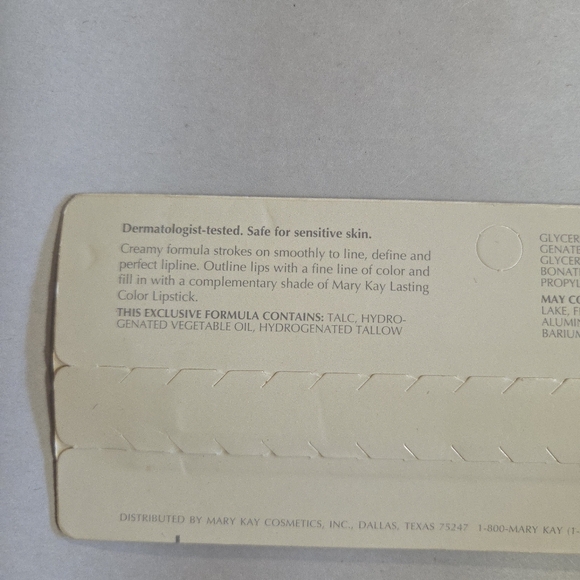 Dermatologist-tested. Safe for sensitive skin.
Creamy formula strokes on smoothly to line, define and
perfect lipline. Outline lips with a fine line of color and
fill in with a complementary shade of Mary Kay Lasting
Color Lipstick.
THIS EXCLUSIVE FORMULA CONTAINS: TALC, HYDRO-
GENATED VEGETABLE OIL, HYDROGENATED TALLOW
GLYCER
GENATE
GLYCER
BONAT
PROPYL
MAY CO
LAKE, F
ALUMIN
BARIUM
DISTRIBUTED BY MARY KAY COSMETICS, INC., DALLAS, TEXAS 75247 1-800-MARY KAY (1-